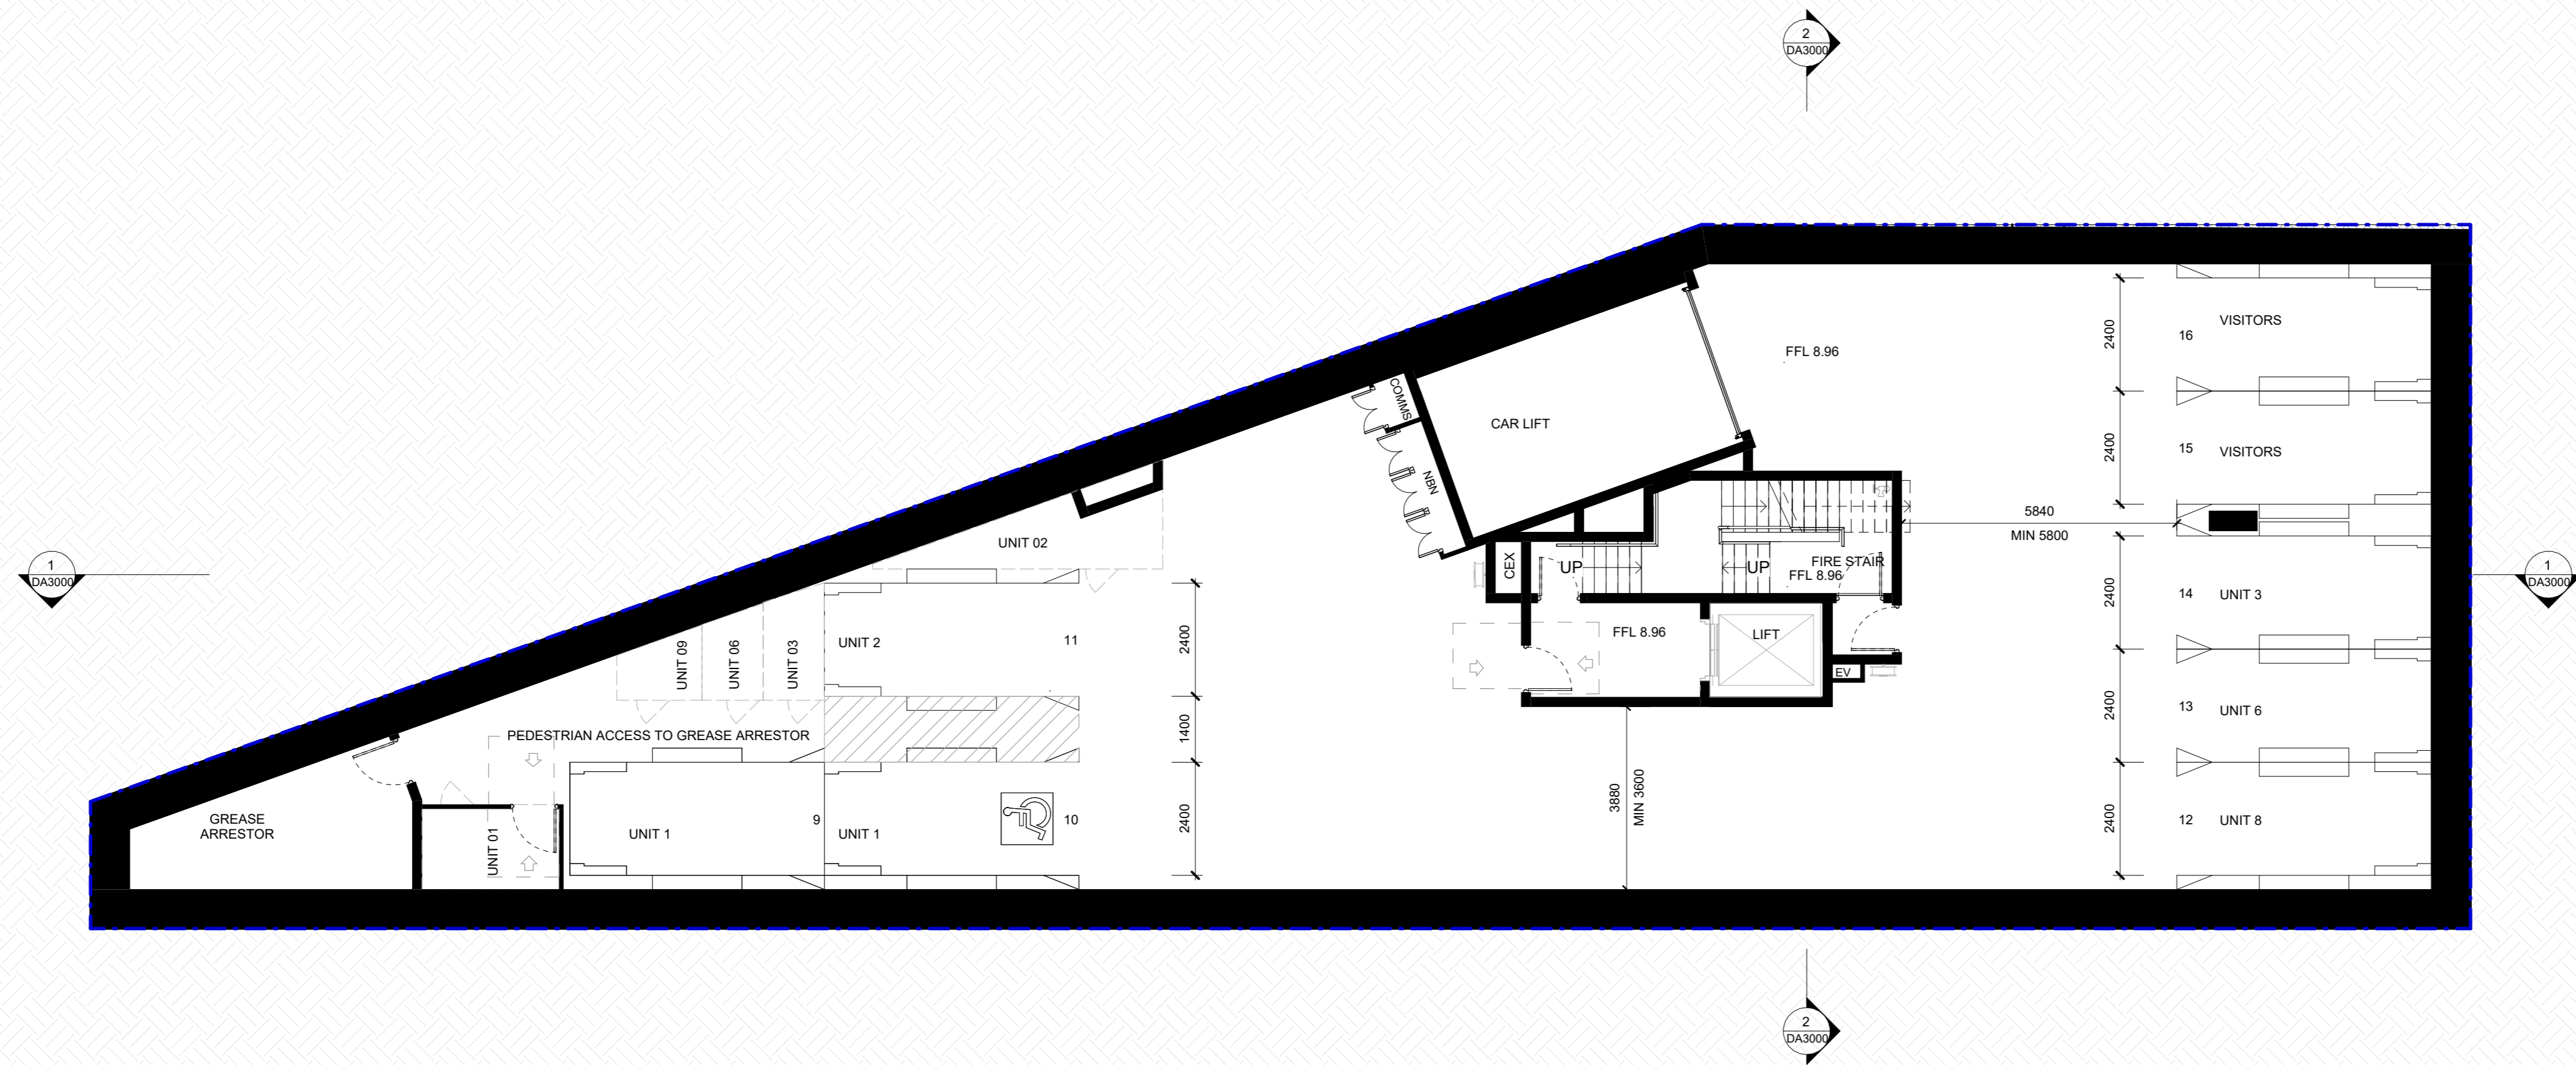 2
DA3000
VISITORS
16
2400
FFL 8.96
COMMS
CAR LIFT
15
VISITORS
2400
NBN
5840
MIN 5800
UNIT 02
CEX
UP
UP
FIRE STAIR
FFL 8.96
1
DA3000
1
DA3000
14
UNIT 3
2400
UNIT 09
UNIT 06
UNIT 03
UNIT 2
11
2400
FFL 8.96
LIFT
EV
13
UNIT 6
2400
PEDESTRIAN ACCESS TO GREASE ARRESTOR
1400
3880
MIN 3600
GREASE
ARRESTOR
UNIT 01
UNIT 1
9
UNIT 1
10
2400
12
UNIT 8
2400
2
DA3000